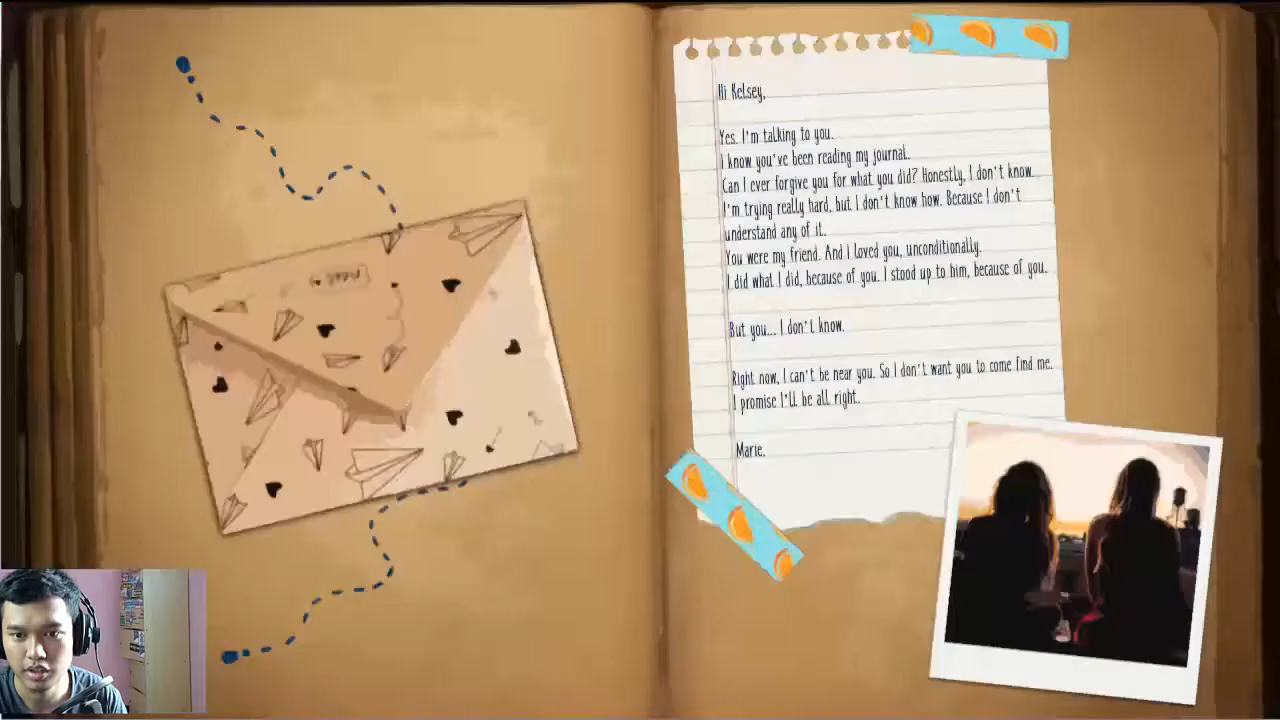 Hi Kelsey,
Yes. I'm talking to you.
I know you've been reading my journal.
Can I ever forgive you for what you did? Honestly, I don't know...
I'm trying really hard, but I don't know how. Because I don't
understand any of it..
You were my friend. And I loved you, unconditionally.
I did what I did, because of you. I stood up to him, because of you.
But you... I don't know.
Right now, I can't be near you. So I don't want you to come find me.
I promise I'll be all right.
Marie.